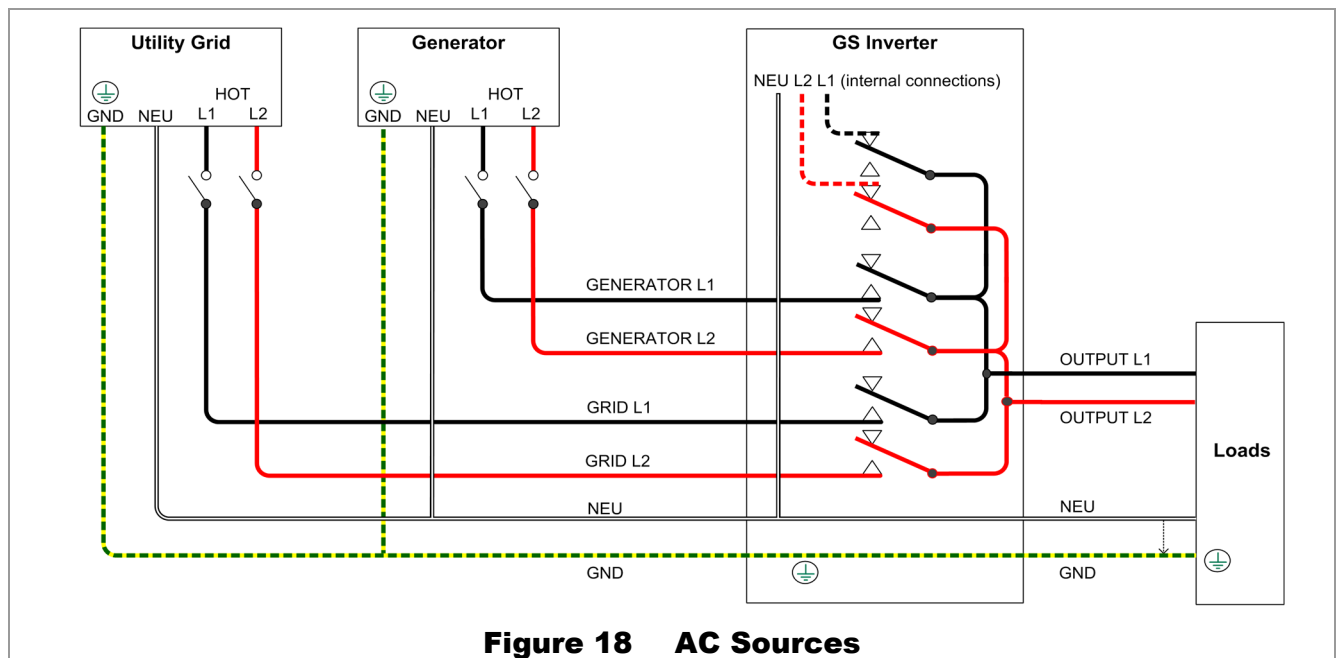 Utility Grid
HOT
GND NEU L1 L2
Generator
HOT
GND NEU L1 L2
GS Inverter
NEU L2 L1 (internal connections)
GENERATOR L1
GENERATOR L2
GRID L1
GRID L2
NEU
GND
OUTPUT L1
OUTPUT L2
NEU
GND
Loads
Figure 18 AC Sources